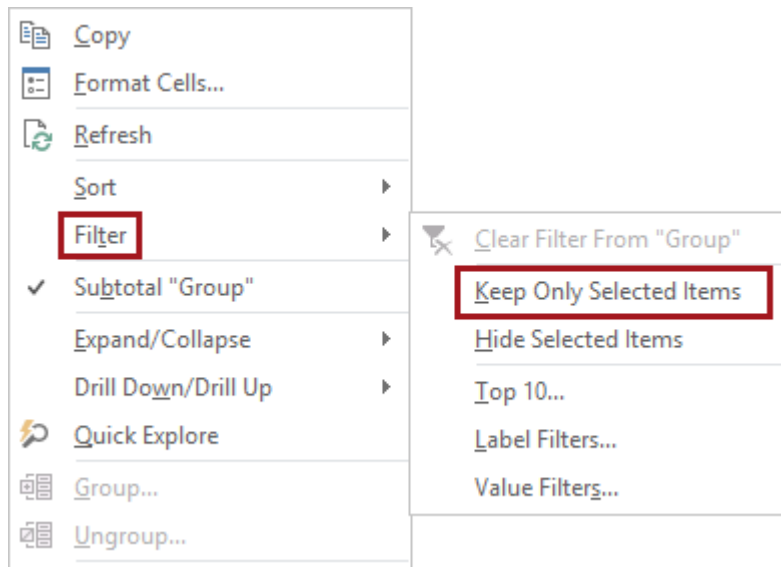 Copy
Format Cells...
Refresh
Sort
Filter
Subtotal "Group"
Expand/Collapse
Drill Down/Drill Up
Quick Explore
Group...
Ungroup...
Clear Filter From "Group"
Keep Only Selected Items
Hide Selected Items
Top 10...
Label Filters...
Value Filters...